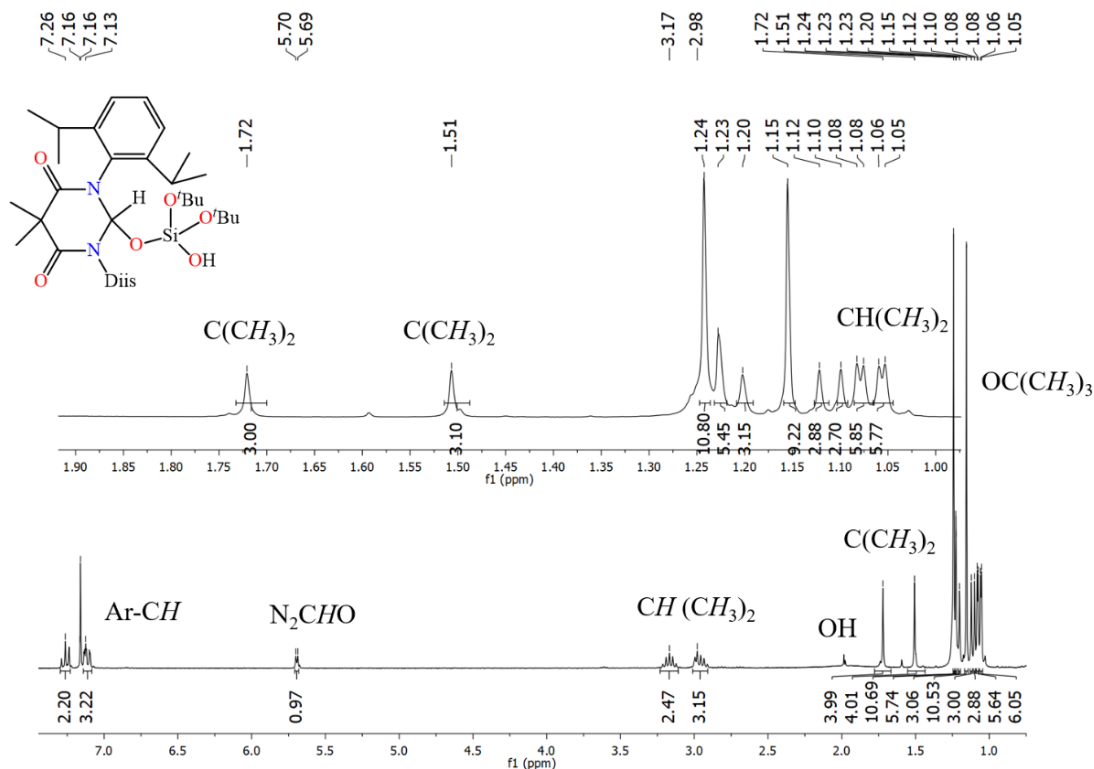 7.26 7.16 7.16 7.13 5.70 5.69 3.17 2.98 1.72 1.51 1.24 1.23 1.23 1.20 1.15 1.12 1.10 1.08 1.08 1.06 1.05
1.72 1.51 1.24 1.23 1.20 1.15 1.12 1.10 1.08 1.08 1.06 1.05
O N H OᵗBu
Si OᵗBu
N O OH
O Diis
C(CH₃)₂ C(CH₃)₂ CH(CH₃)₂
OC(CH₃)₃
3.00 3.10 10.80 5.45 3.15 9.22 2.88 2.70 5.85 5.77
1.90 1.85 1.80 1.75 1.70 1.65 1.60 1.55 1.50 1.45 1.40 1.35 1.30 1.25 1.20 1.15 1.10 1.05 1.00
f1 (ppm)
C(CH₃)₂
Ar-CH N₂CHO CH (CH₃)₂ OH
2.20 3.22 0.97 2.47 3.15 3.99 4.01 10.69 5.74 3.06 10.53 3.00 2.88 5.64 6.05
7.0 6.5 6.0 5.5 5.0 4.5 4.0 3.5 3.0 2.5 2.0 1.5 1.0
f1 (ppm)